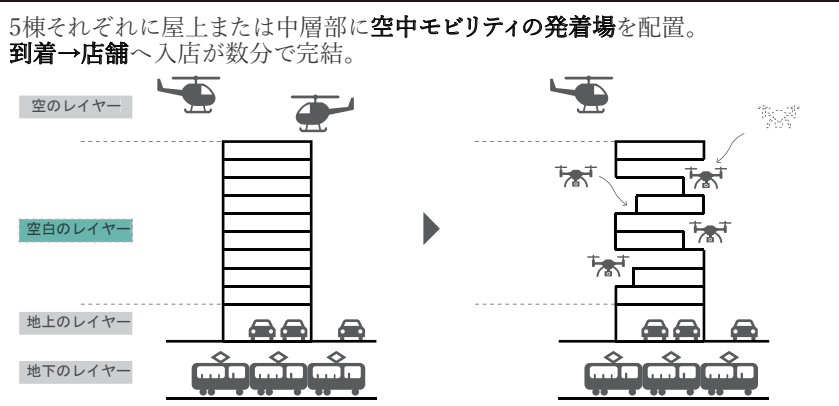 5棟それぞれに屋上または中層部に空中モビリティの発着場を配置。
到着→店舗へ入店が数分で完結。
空のレイヤー
空白のレイヤー
地上のレイヤー
地下のレイヤー